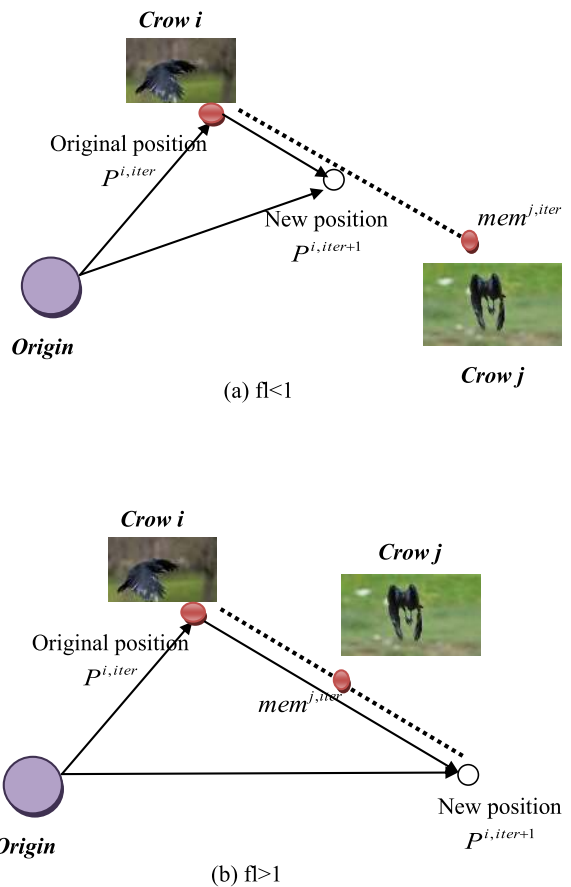 Crow i
Original position
P^{i,iter}
New position
P^{i,iter+1}
mem^{j,iter}
Origin
Crow j
(a) fl<1
Crow i
Crow j
Original position
P^{i,iter}
mem^{j,iter}
New position
P^{i,iter+1}
Origin
(b) fl>1